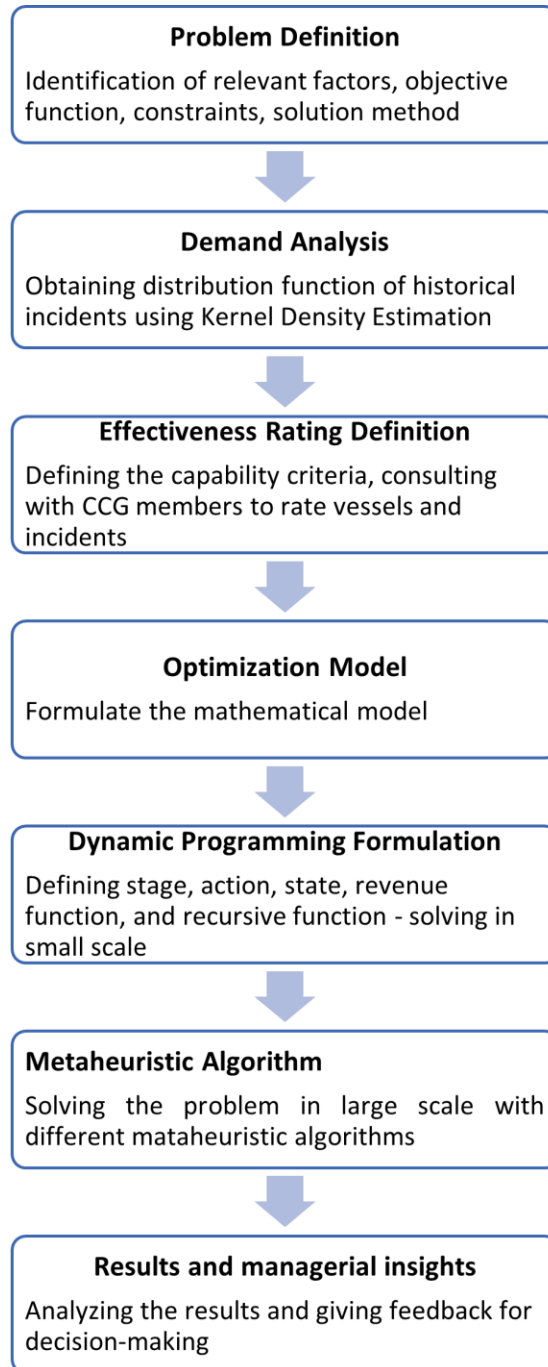 Problem Definition
Identification of relevant factors, objective
function, constraints, solution method
Demand Analysis
Obtaining distribution function of historical
incidents using Kernel Density Estimation
Effectiveness Rating Definition
Defining the capability criteria, consulting
with CCG members to rate vessels and
incidents
Optimization Model
Formulate the mathematical model
Dynamic Programming Formulation
Defining stage, action, state, revenue
function, and recursive function - solving in
small scale
Metaheuristic Algorithm
Solving the problem in large scale with
different mataheuristic algorithms
Results and managerial insights
Analyzing the results and giving feedback for
decision-making